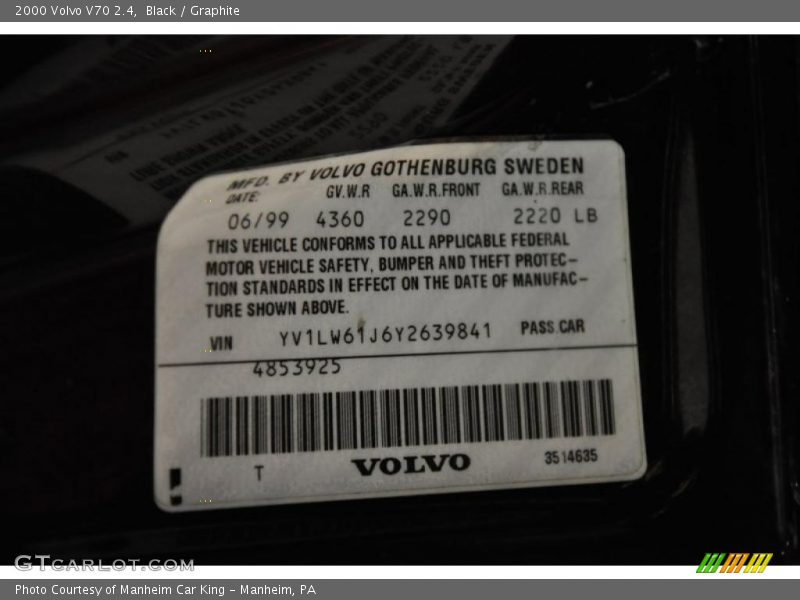 2000 Volvo V70 2.4, Black / Graphite
MFD. BY VOLVO GOTHENBURG SWEDEN
DATE: GV.W.R GA.W.R.FRONT GA.W.R.REAR
06/99 4360 2290 2220 LB
THIS VEHICLE CONFORMS TO ALL APPLICABLE FEDERAL
MOTOR VEHICLE SAFETY, BUMPER AND THEFT PROTEC-
TION STANDARDS IN EFFECT ON THE DATE OF MANUFAC-
TURE SHOWN ABOVE.
VIN YV1LW61J6Y2639841 PASS.CAR
4853925
T VOLVO 3514635
GTCARLOT.COM
Photo Courtesy of Manheim Car King - Manheim, PA